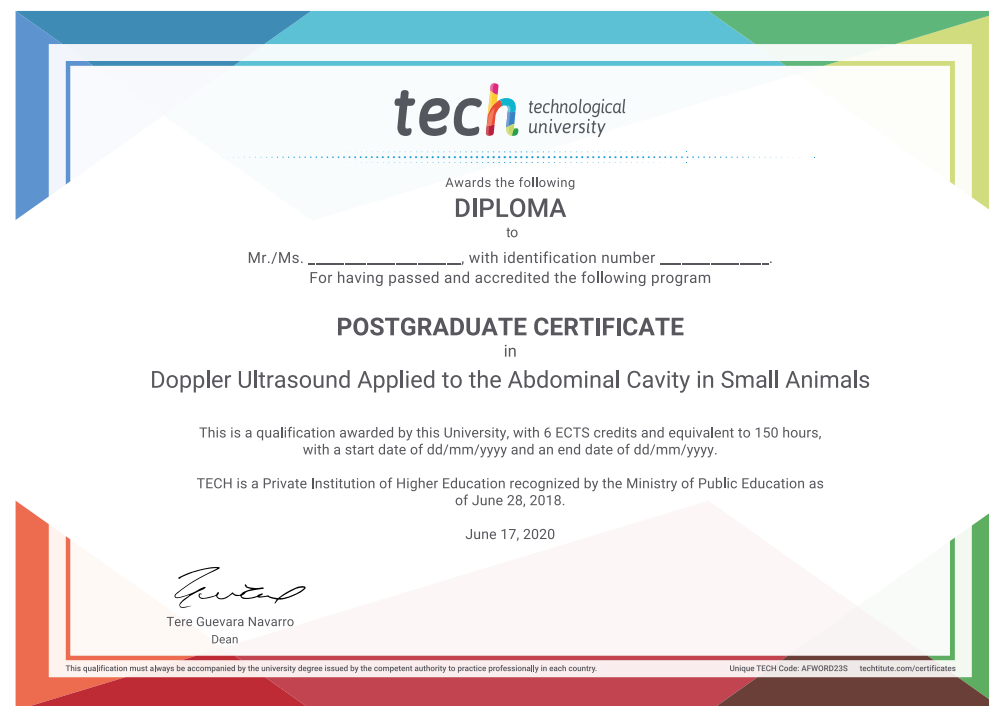 tech technological
university
Awards the following
DIPLOMA
to
Mr./Ms. ____________________, with identification number ______________.
For having passed and accredited the following program
POSTGRADUATE CERTIFICATE
in
Doppler Ultrasound Applied to the Abdominal Cavity in Small Animals
This is a qualification awarded by this University, with 6 ECTS credits and equivalent to 150 hours,
with a start date of dd/mm/yyyy and an end date of dd/mm/yyyy.
TECH is a Private Institution of Higher Education recognized by the Ministry of Public Education as
of June 28, 2018.
June 17, 2020
Tere Guevara Navarro
Dean
This qualification must always be accompanied by the university degree issued by the competent authority to practice professionally in each country.
Unique TECH Code: AFWORD23S techtitute.com/certificates